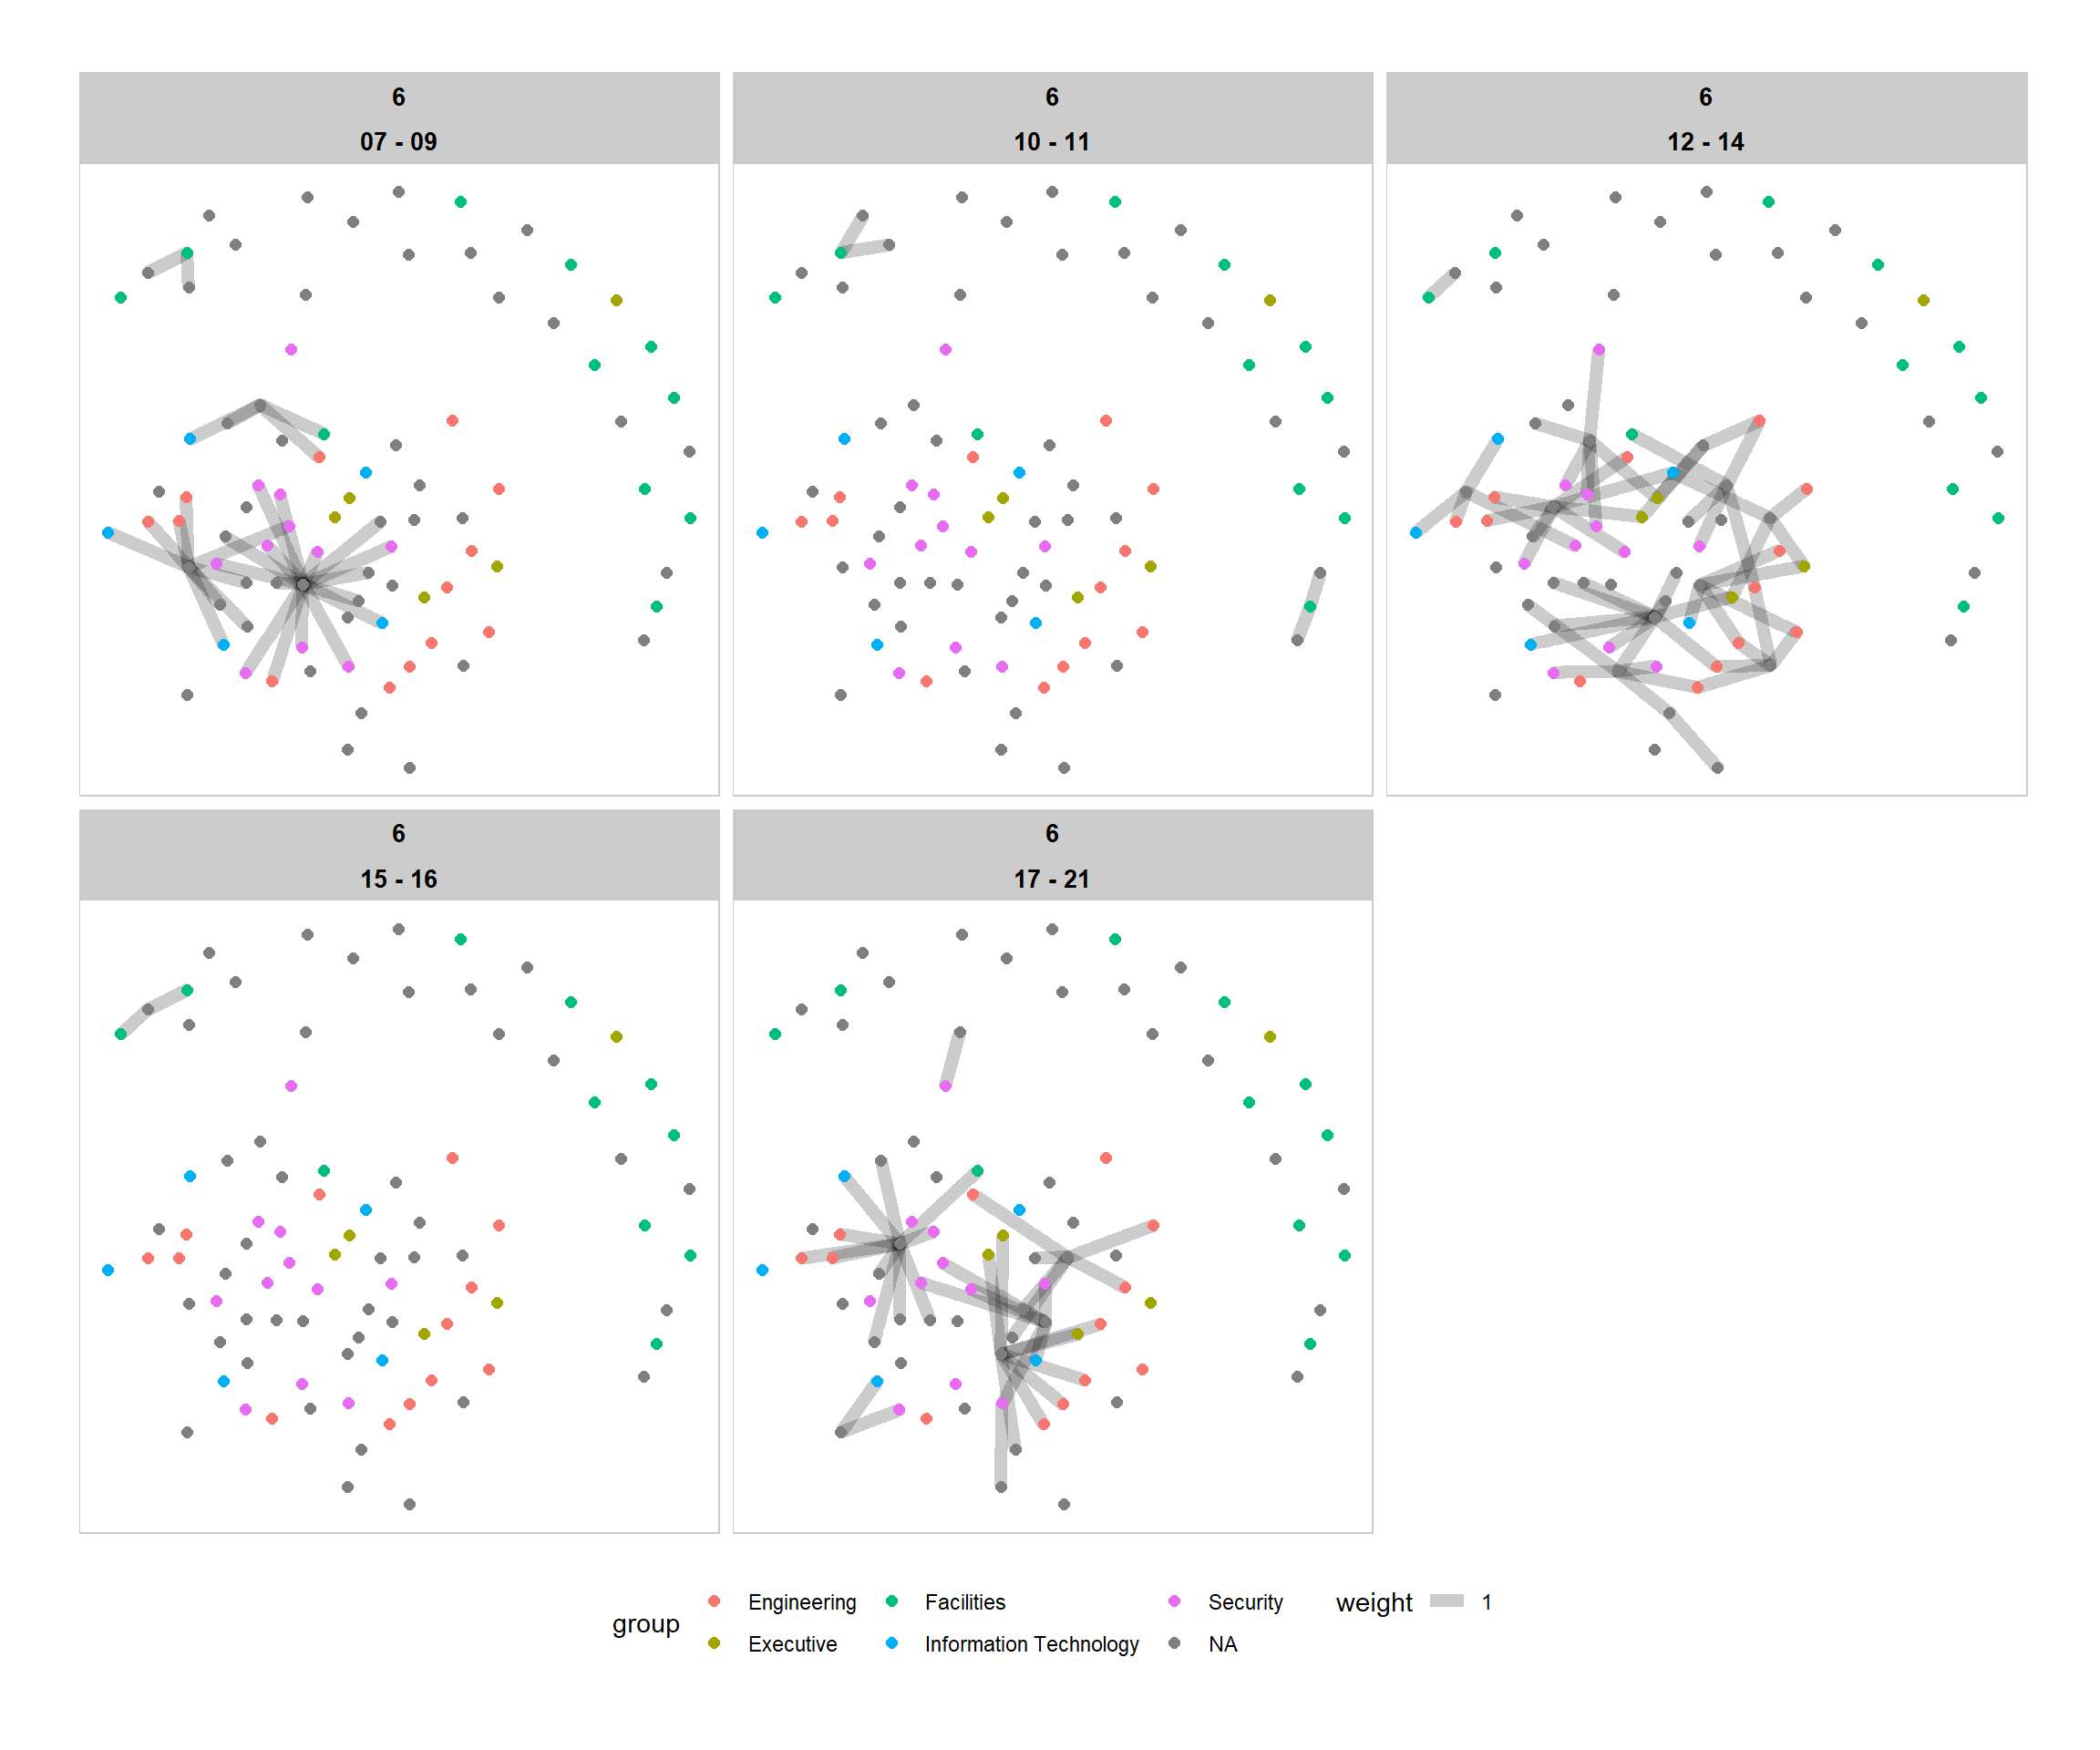 6
07 - 09
6
10 - 11
6
12 - 14
6
15 - 16
6
17 - 21
group
Engineering
Facilities
Security
Executive
Information Technology
NA
weight
1